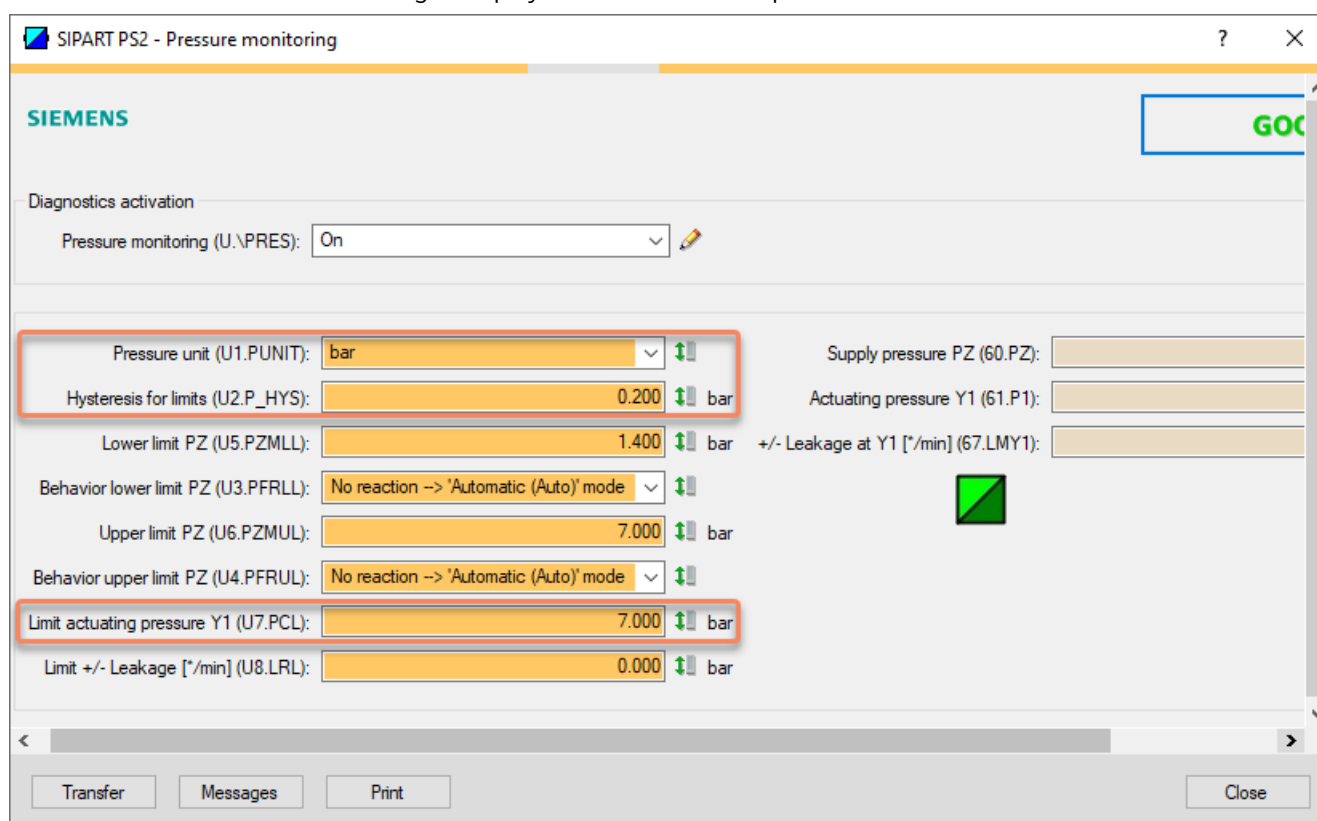 SIPART PS2 - Pressure monitoring
?
SIEMENS
Diagnostics activation
Pressure monitoring (U.\PRES): On
Pressure unit (U1.PUNIT): bar
Supply pressure PZ (60.PZ):
Hysteresis for limits (U2.P_HYS): 0.200 bar
Actuating pressure Y1 (61.P1):
Lower limit PZ (U5.PZMLL): 1.400 bar
+/- Leakage at Y1 [*/min] (67.LMY1):
Behavior lower limit PZ (U3.PFRLL): No reaction --> 'Automatic (Auto)' mode
Upper limit PZ (U6.PZMUL): 7.000 bar
Behavior upper limit PZ (U4.PFRUL): No reaction --> 'Automatic (Auto)' mode
Limit actuating pressure Y1 (U7.PCL): 7.000 bar
Limit +/- Leakage [*/min] (U8.LRL): 0.000 bar
Transfer
Messages
Print
Close